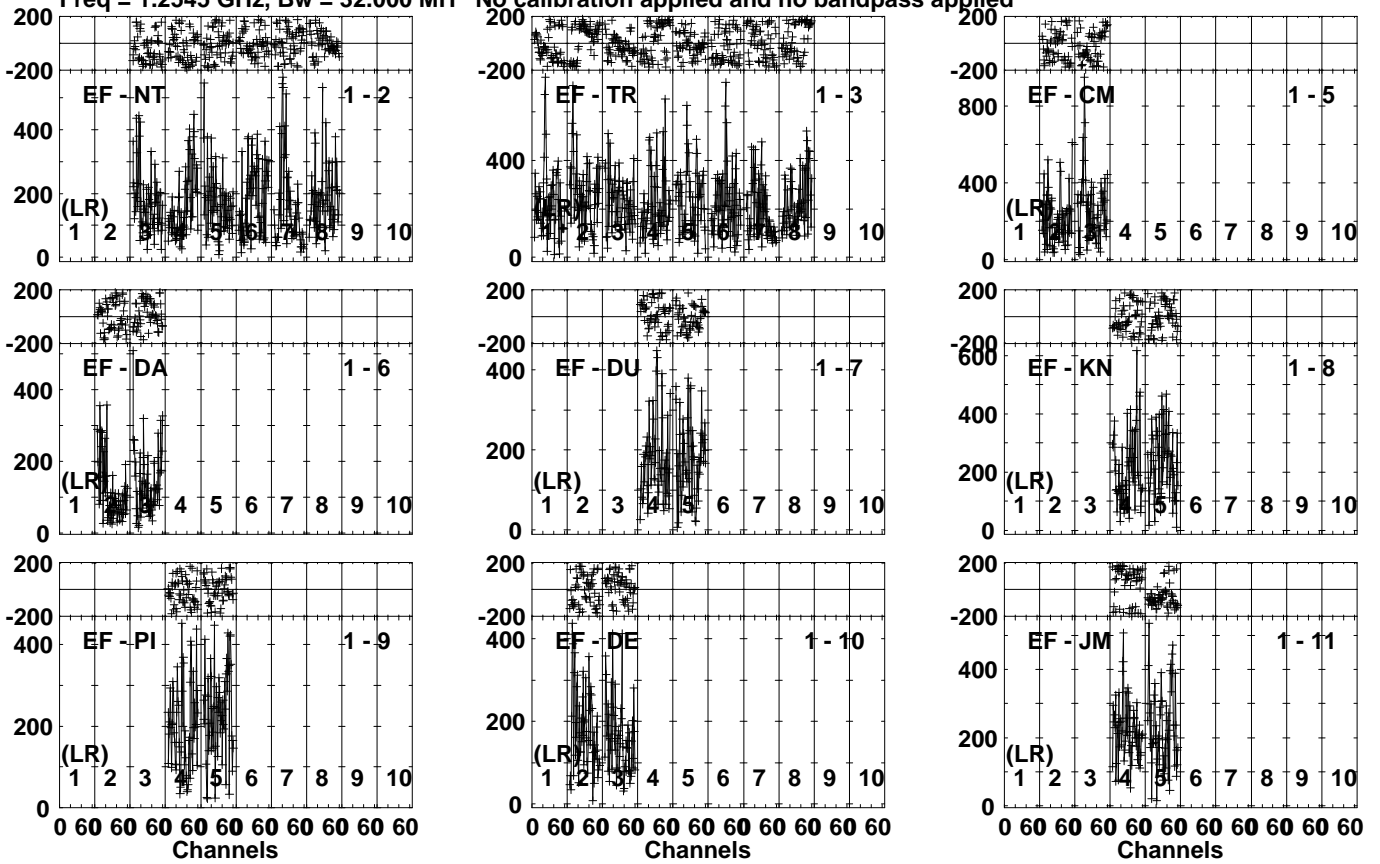 Freq = 1.2345 GHz, Bw = 32.000 MH No calibration applied and no bandpass applied
200 200 200
-200 -200 -200
EF - NT 1 - 2 EF - TR 1 - 3 EF - CM 1 - 5
800
400 400
400
200
(LR) (LR) (LR)
1 2 3 4 5 6 7 8 9 10 1 2 3 4 5 6 7 8 9 10 1 2 3 4 5 6 7 8 9 10
0 0 0
200 200 200
-200 -200 -200
600
EF - DA 1 - 6 EF - DU 1 - 7 EF - KN 1 - 8
400 400 400
200 200 200
(LR) (LR) (LR)
1 2 3 4 5 6 7 8 9 10 1 2 3 4 5 6 7 8 9 10 1 2 3 4 5 6 7 8 9 10
0 0 0
200 200 200
-200 -200 -200
EF - PI 1 - 9 EF - DE 1 - 10 EF - JM 1 - 11
400 400 400
200 200 200
(LR) (LR) (LR)
1 2 3 4 5 6 7 8 9 10 1 2 3 4 5 6 7 8 9 10 1 2 3 4 5 6 7 8 9 10
0 0 0
0 60 60 60 60 60 60 60 60 60 60 0 60 60 60 60 60 60 60 60 60 60 0 60 60 60 60 60 60 60 60 60 60
Channels Channels Channels